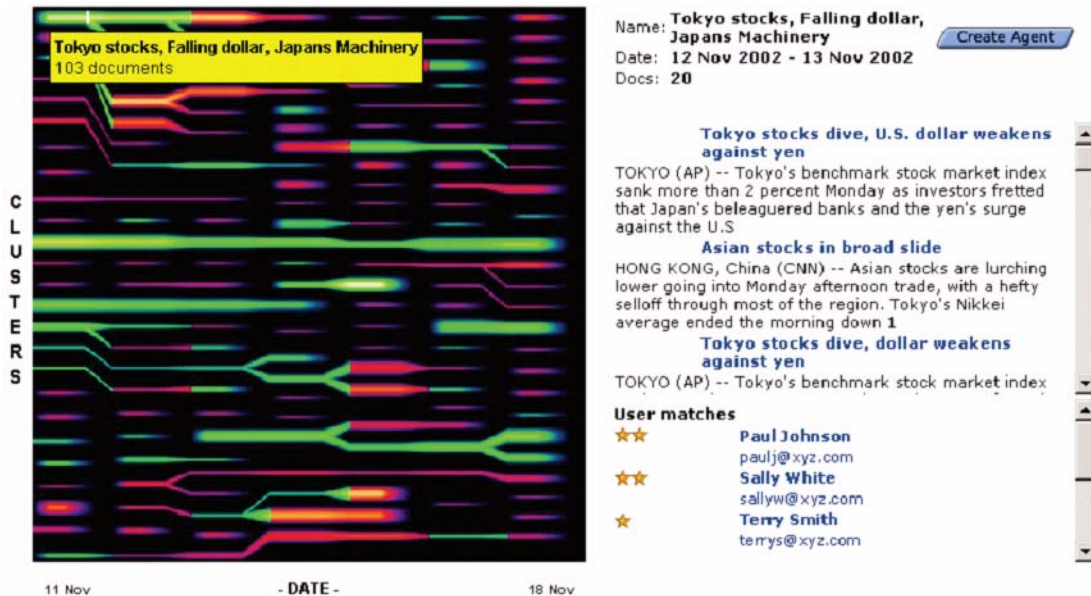 Tokyo stocks, Falling dollar, Japans Machinery
103 documents
CLUSTERS
11 Nov
- DATE -
18 Nov
Name: Tokyo stocks, Falling dollar,
Japans Machinery
Create Agent
Date: 12 Nov 2002 - 13 Nov 2002
Docs: 20
Tokyo stocks dive, U.S. dollar weakens
against yen
TOKYO (AP) -- Tokyo's benchmark stock market index
sank more than 2 percent Monday as investors fretted
that Japan's beleaguered banks and the yen's surge
against the U.S
Asian stocks in broad slide
HONG KONG, China (CNN) -- Asian stocks are lurching
lower going into Monday afternoon trade, with a hefty
selloff through most of the region. Tokyo's Nikkei
average ended the morning down 1
Tokyo stocks dive, dollar weakens
against yen
TOKYO (AP) -- Tokyo's benchmark stock market index
User matches
Paul Johnson
paulj@xyz.com
Sally White
sallyw@xyz.com
Terry Smith
terrys@xyz.com